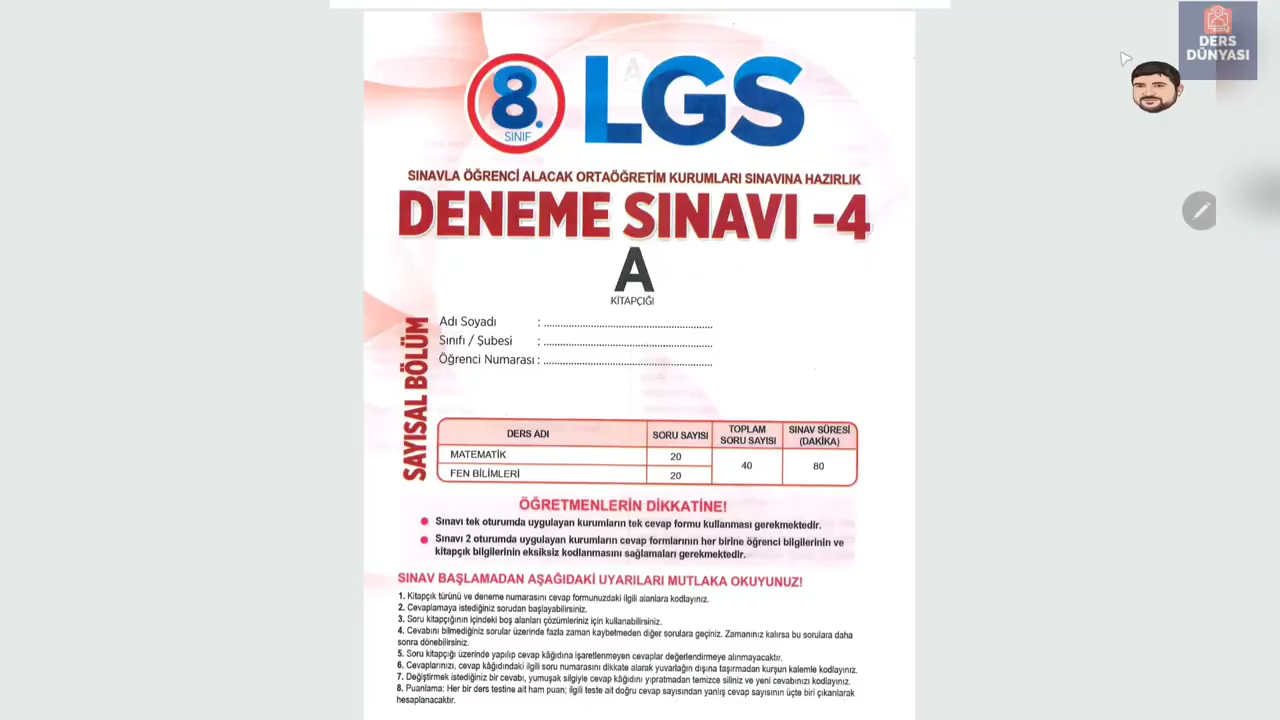 DERS
DÜNYASI
8.
SINIF
LGS
SINAVLA ÖĞRENCİ ALACAK ORTAÖĞRETİM KURUMLARI SINAVINA HAZIRLIK
DENEME SINAVI -4
A
KİTAPÇIĞI
SAYISAL BÖLÜM
Adı Soyadı : ........................................................
Sınıfı / Şubesi : ........................................................
Öğrenci Numarası : ........................................................
DERS ADI SORU SAYISI TOPLAM SORU SAYISI SINAV SÜRESİ (DAKİKA)
MATEMATİK 20 40 80
FEN BİLİMLERİ 20
ÖĞRETMENLERİN DİKKATİNE!
Sınavı tek oturumda uygulayan kurumların tek cevap formu kullanması gerekmektedir.
Sınavı 2 oturumda uygulayan kurumların cevap formlarının her birine öğrenci bilgilerinin ve
kitapçık bilgilerinin eksiksiz kodlanmasını sağlamaları gerekmektedir.
SINAV BAŞLAMADAN AŞAĞIDAKİ UYARILARI MUTLAKA OKUYUNUZ!
1. Kitapçık türünü ve deneme numarasını cevap formunuzdaki ilgili alanlara kodlayınız.
2. Cevaplamaya istediğiniz sorudan başlayabilirsiniz.
3. Soru kitapçığının içindeki boş alanları çözümleriniz için kullanabilirsiniz.
4. Cevabını bilmediğiniz sorular üzerinde fazla zaman kaybetmeden diğer sorulara geçiniz. Zamanınız kalırsa bu sorulara daha
sonra dönebilirsiniz.
5. Soru kitapçığı üzerinde yapılıp cevap kâğıdına işaretlenmeyen cevaplar değerlendirmeye alınmayacaktır.
6. Cevaplarınızı, cevap kâğıdındaki ilgili soru numarasını dikkate alarak yuvarlağın dışına taşırmadan kurşun kalemle kodlayınız.
7. Değiştirmek istediğiniz bir cevabı, yumuşak silgiyle cevap kâğıdını yıpratmadan temizce siliniz ve yeni cevabınızı kodlayınız.
8. Puanlama: Her bir ders testine ait ham puan; ilgili teste ait doğru cevap sayısından yanlış cevap sayısının üçte biri çıkarılarak
hesaplanacaktır.